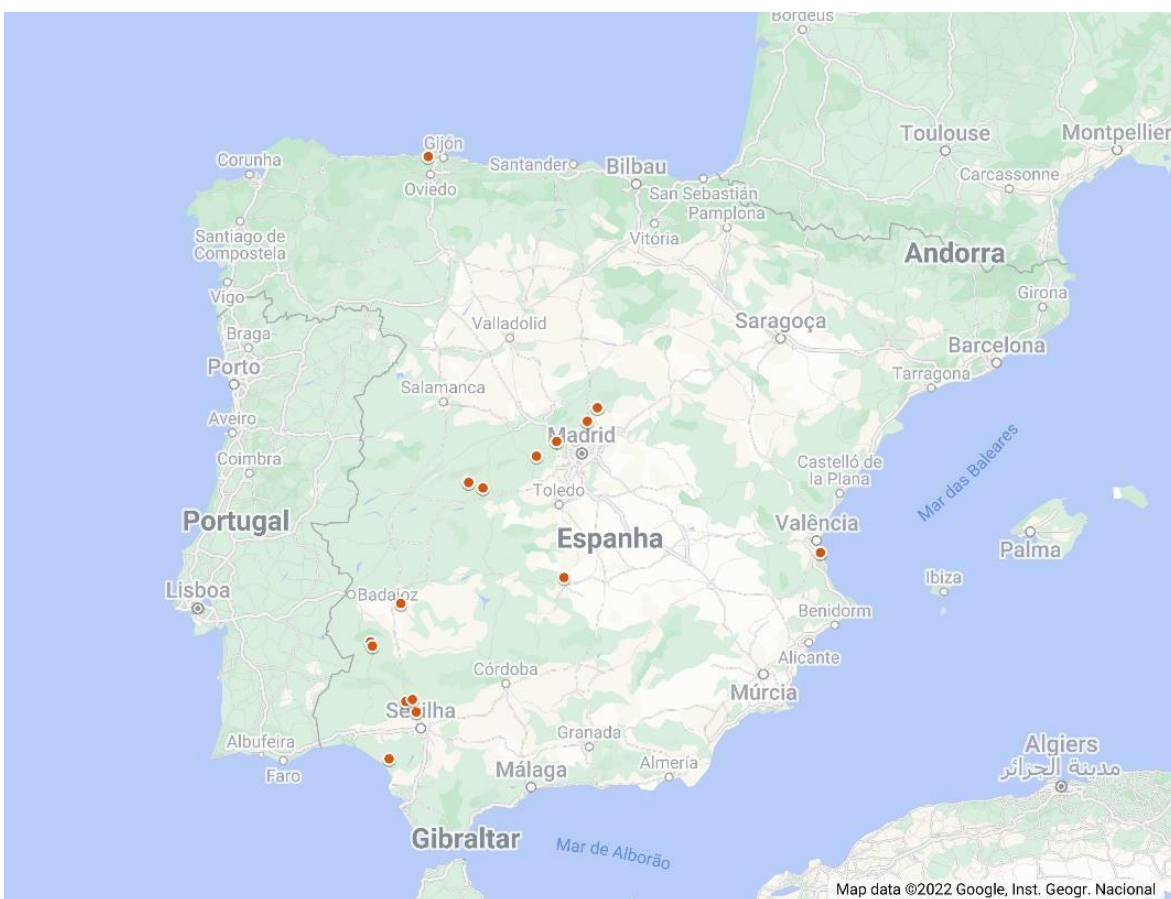 Bordeus
Toulouse
Montpellier
Carcassonne
Gijón
Corunha
Santander
Bilbau
Oviedo
San Sebastián
Pamplona
Vitória
Santiago de
Compostela
Andorra
Vigo
Girona
Braga
Valladolid
Saragoça
Porto
Barcelona
Tarragona
Salamanca
Aveiro
Madrid
Coimbra
Castelló de
la Plana
Mar das Baleares
Toledo
Portugal
Valência
Espanha
Palma
Lisboa
Badajoz
Ibiza
Benidorm
Alicante
Córdoba
Múrcia
Sevilha
Granada
Albufeira
Faro
Málaga
Almería
Algiers
مدينة الجزائر
Gibraltar
Mar de Alborão
Map data ©2022 Google, Inst. Geogr. Nacional